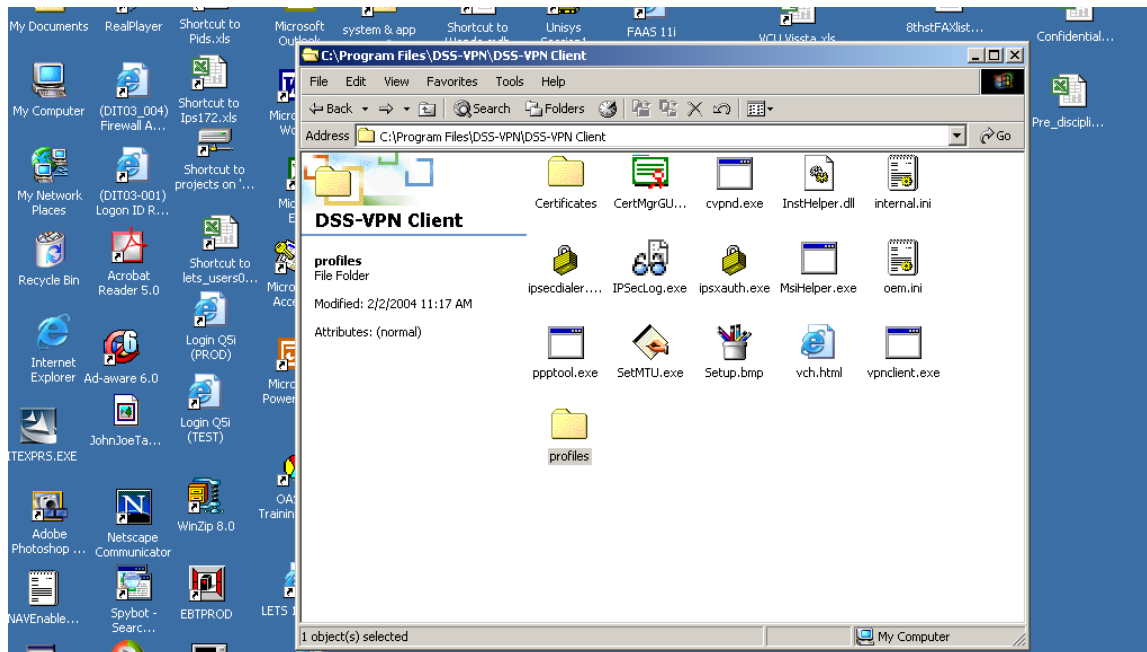 My Documents
RealPlayer
Shortcut to
Pids.xls
Microsoft
system & app
Shortcut to
Unisys
FAAS 11i
VCU Vissta.xls
8thstFAXlist...
Confidential...
My Computer
(DIT03_004)
Firewall A...
Shortcut to
Ips172.xls
Pre_discipli...
My Network
Places
(DIT03-001)
Logon ID R...
Shortcut to
projects on '...
Recycle Bin
Acrobat
Reader 5.0
Shortcut to
lets_users0...
Internet
Explorer
Ad-aware 6.0
Login Q5i
(PROD)
ITEXPRS.EXE
JohnJoeTa...
Login Q5i
(TEST)
Adobe
Photoshop ...
Netscape
Communicator
WinZip 8.0
NAVEnable...
Spybot -
Searc...
EBTPROD
LETS
C:\Program Files\DSS-VPN\DSS-VPN Client
File Edit View Favorites Tools Help
Back Search Folders
Address C:\Program Files\DSS-VPN\DSS-VPN Client Go
DSS-VPN Client
profiles
File Folder
Modified: 2/2/2004 11:17 AM
Attributes: (normal)
Certificates CertMgrGU... cvpnd.exe InstHelper.dll internal.ini
ipsecdialer.... IPSecLog.exe ipsxauth.exe MsiHelper.exe oem.ini
ppptool.exe SetMTU.exe Setup.bmp vch.html vpnclient.exe
profiles
1 object(s) selected My Computer